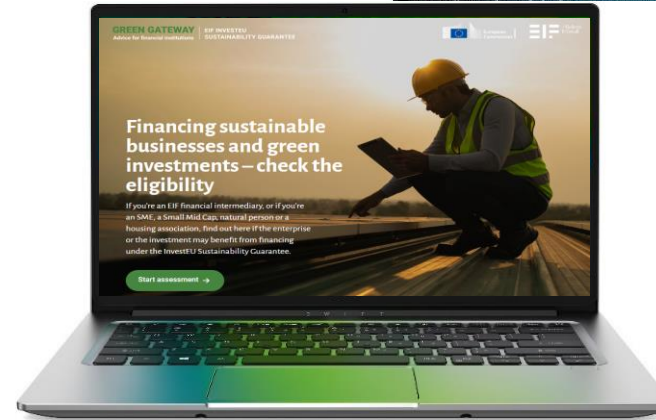 GREEN GATEWAY
Advice for financial institutions
EIF INVESTEU
SUSTAINABILITY GUARANTEE
European
Commission
EIF
Financing sustainable
businesses and green
investments – check the
eligibility
If you're an EIF financial intermediary, or if you're
an SME, a Small Mid Cap, natural person or a
housing association, find out here if the enterprise
or the investment may benefit from financing
under the InvestEU Sustainability Guarantee.
Start assessment →
SWIFT